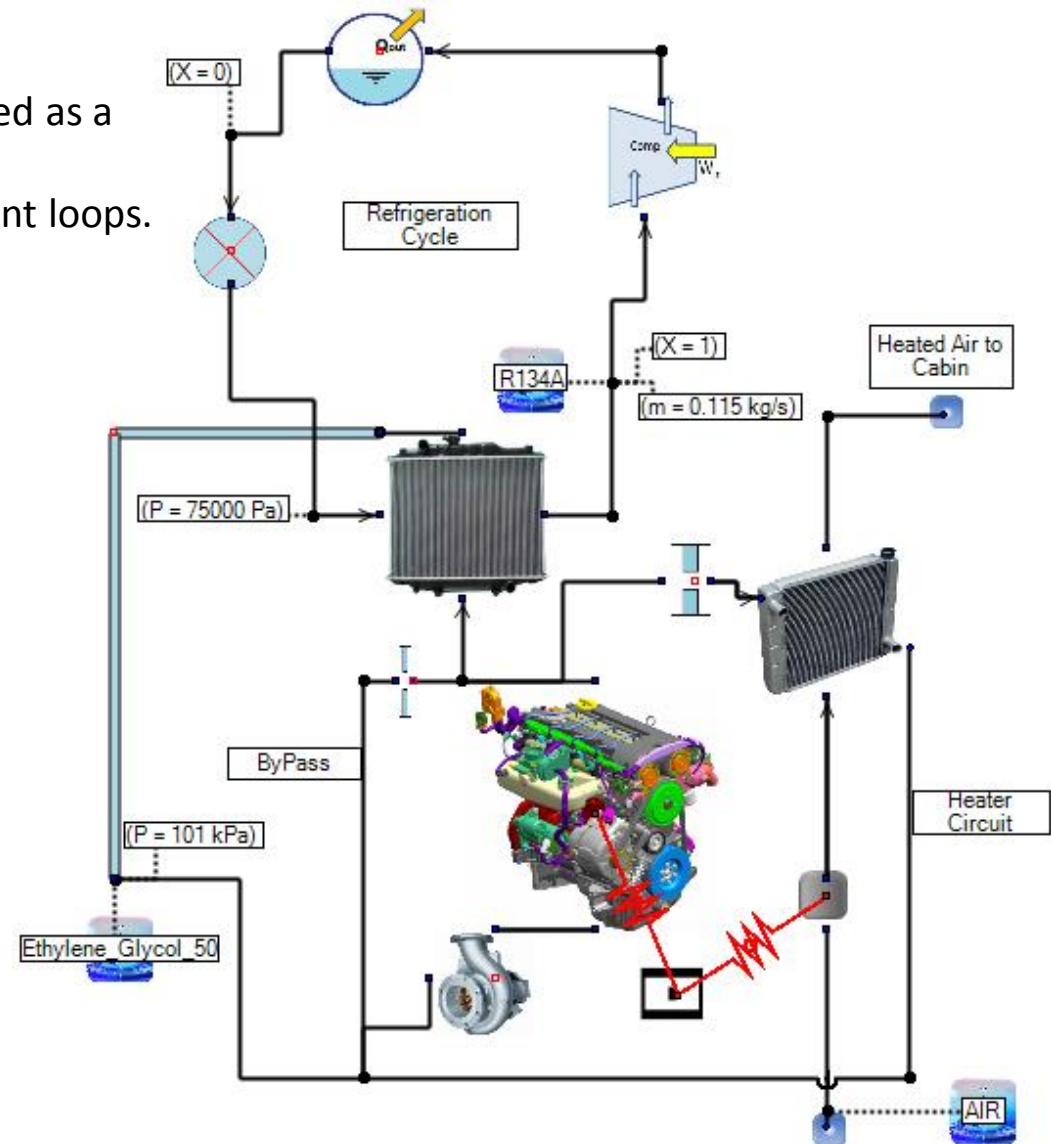 ed as a
nt loops.
(X = 0)
Qout
Comp
Refrigeration
Cycle
(X = 1)
R134A
(m = 0.115 kg/s)
Heated Air to
Cabin
(P = 75000 Pa)
ByPass
(P = 101 kPa)
Heater
Circuit
Ethylene_Glycol_50
AIR